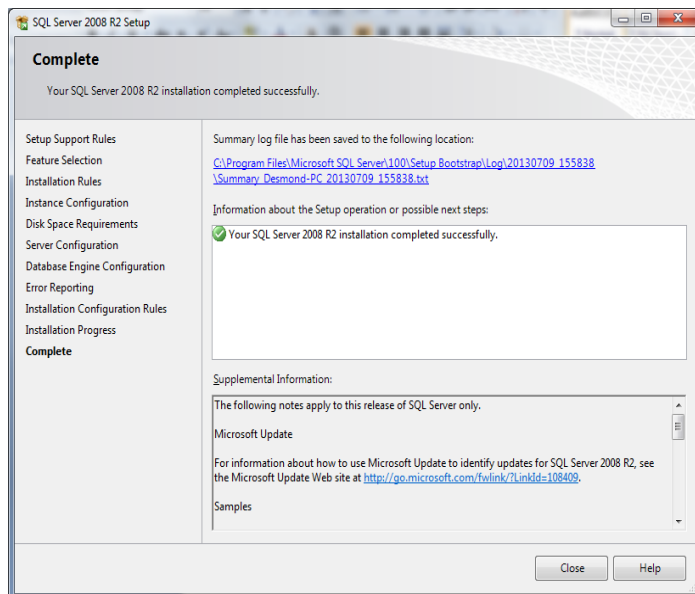 SQL Server 2008 R2 Setup
Complete
Your SQL Server 2008 R2 installation completed successfully.
Setup Support Rules
Feature Selection
Installation Rules
Instance Configuration
Disk Space Requirements
Server Configuration
Database Engine Configuration
Error Reporting
Installation Configuration Rules
Installation Progress
Complete
Summary log file has been saved to the following location:
C:\Program Files\Microsoft SQL Server\100\Setup Bootstrap\Log\20130709_155838
\Summary_Desmond-PC_20130709_155838.txt
Information about the Setup operation or possible next steps:
Your SQL Server 2008 R2 installation completed successfully.
Supplemental Information:
The following notes apply to this release of SQL Server only.
Microsoft Update
For information about how to use Microsoft Update to identify updates for SQL Server 2008 R2, see
the Microsoft Update Web site at http://go.microsoft.com/fwlink/?LinkId=108409.
Samples
Close
Help